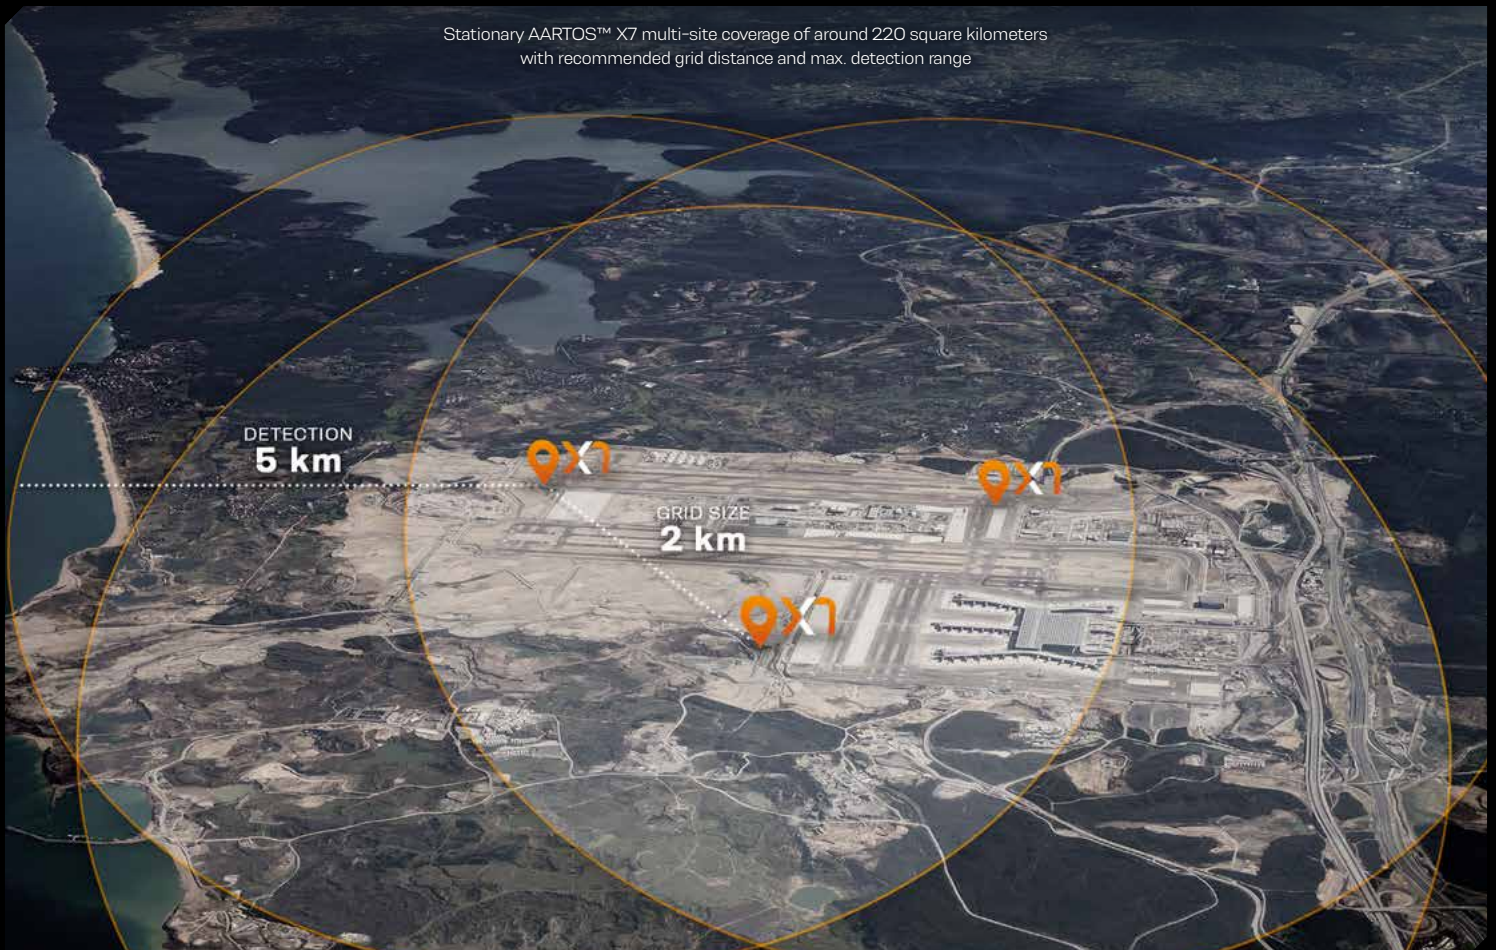 Stationary AARTOS™ X7 multi-site coverage of around 220 square kilometers
with recommended grid distance and max. detection range
DETECTION
5 km
X7
X7
GRID SIZE
2 km
X7